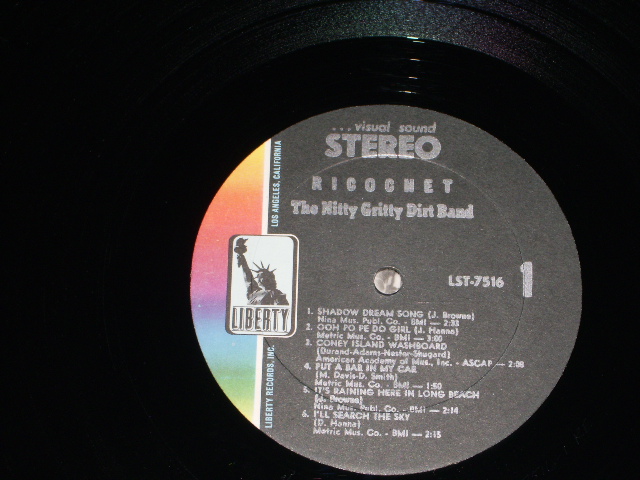 ...visual sound
STEREO
RICOCHET
The Nitty Gritty Dirt Band
LOS ANGELES, CALIFORNIA
LIBERTY
LIBERTY RECORDS, INC.
LST-7516
1
1. SHADOW DREAM SONG (J. Browne)
Nina Mus. Publ. Co. - BMI — 2:33
2. OOH PO PE DO GIRL (J. Hanna)
Metric Mus. Co. - BMI — 3:00
3. CONEY ISLAND WASHBOARD
(Durand-Adams-Nestor-Shugard)
American Academy of Mus., Inc. - ASCAP — 2:08
4. PUT A BAR IN MY CAR
(M. Davis-D. Smith)
Metric Mus. Co. - BMI — 1:50
5. IT'S RAINING HERE IN LONG BEACH
(J. Browne)
Nina Mus. Publ. Co. - BMI — 2:14
6. I'LL SEARCH THE SKY
(D. Hanna)
Metric Mus. Co. - BMI — 2:15